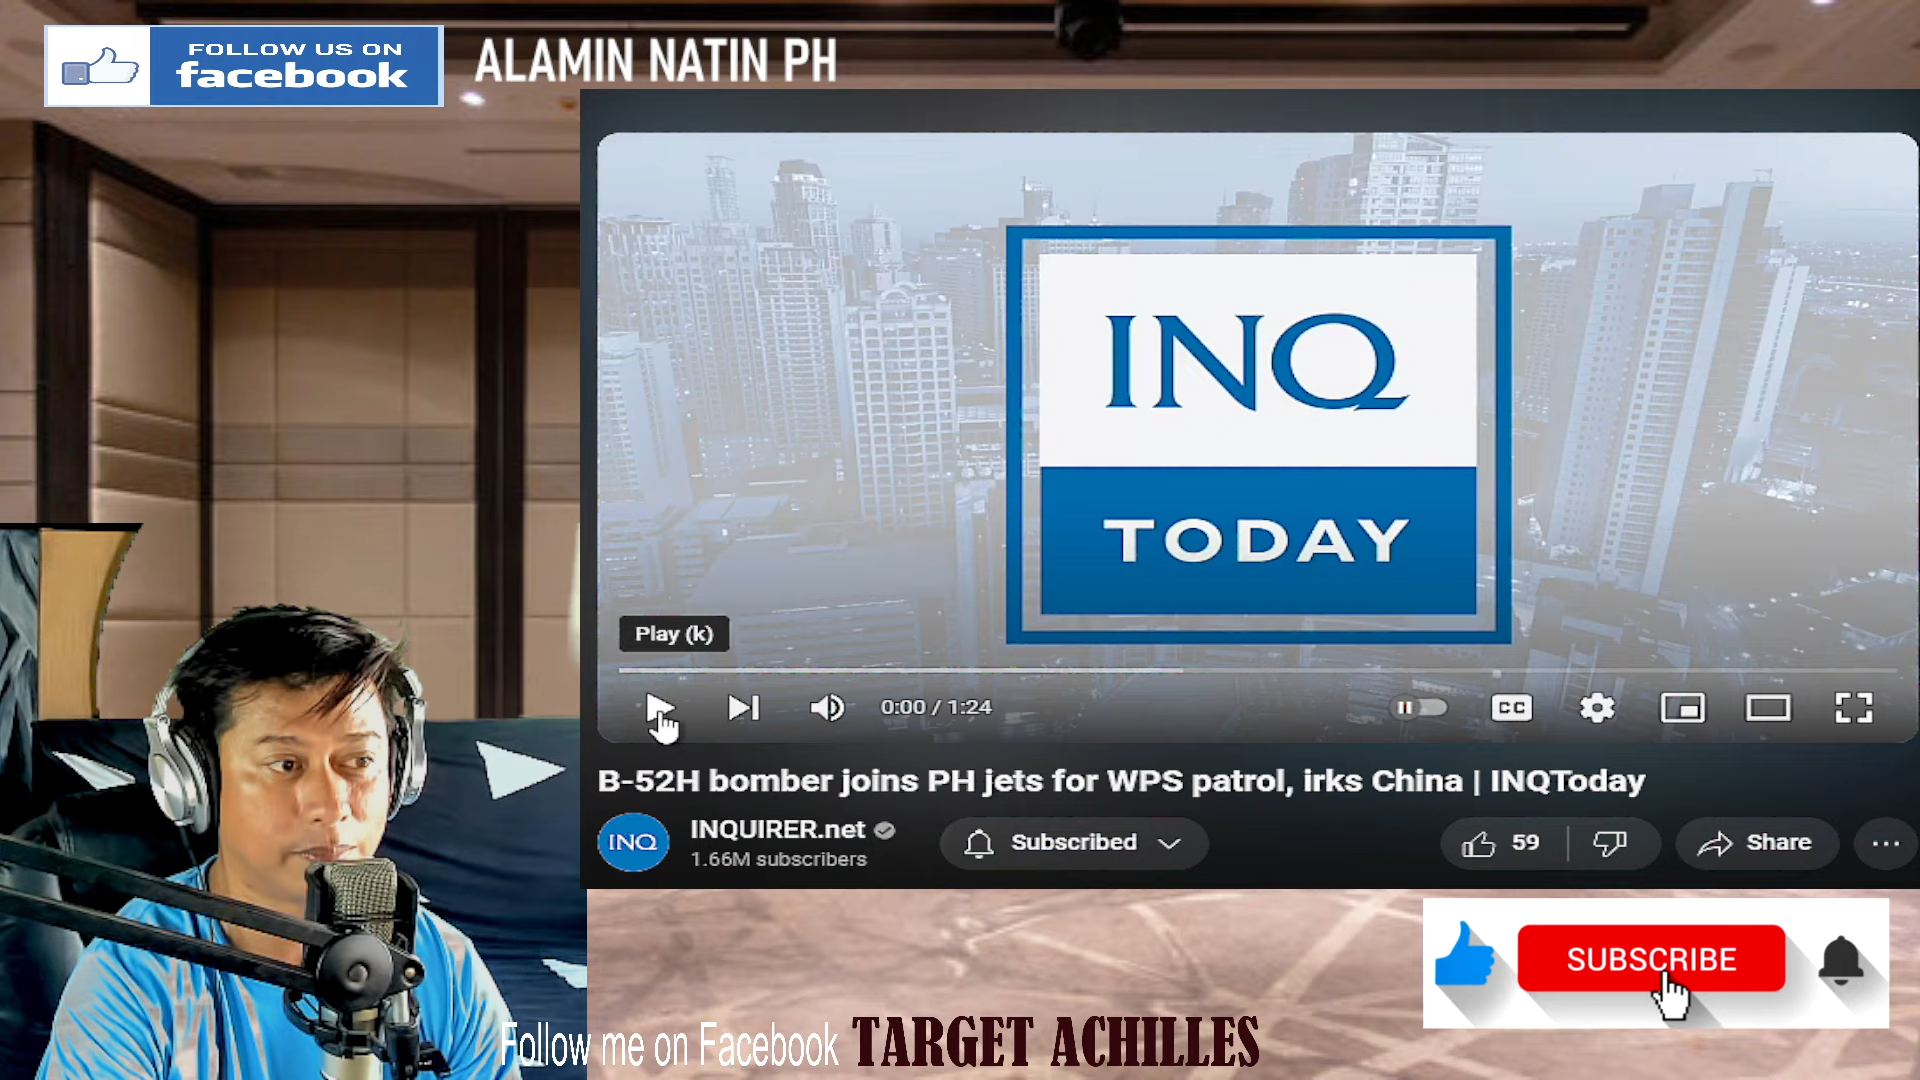 FOLLOW US ON
facebook
ALAMIN NATIN PH
INQ
TODAY
Play (k)
0:00 / 1:24
CC
B-52H bomber joins PH jets for WPS patrol, irks China | INQToday
INQ
INQUIRER.net
1.66M subscribers
Subscribed
59
Share
SUBSCRIBE
Follow me on Facebook TARGET ACHILLES